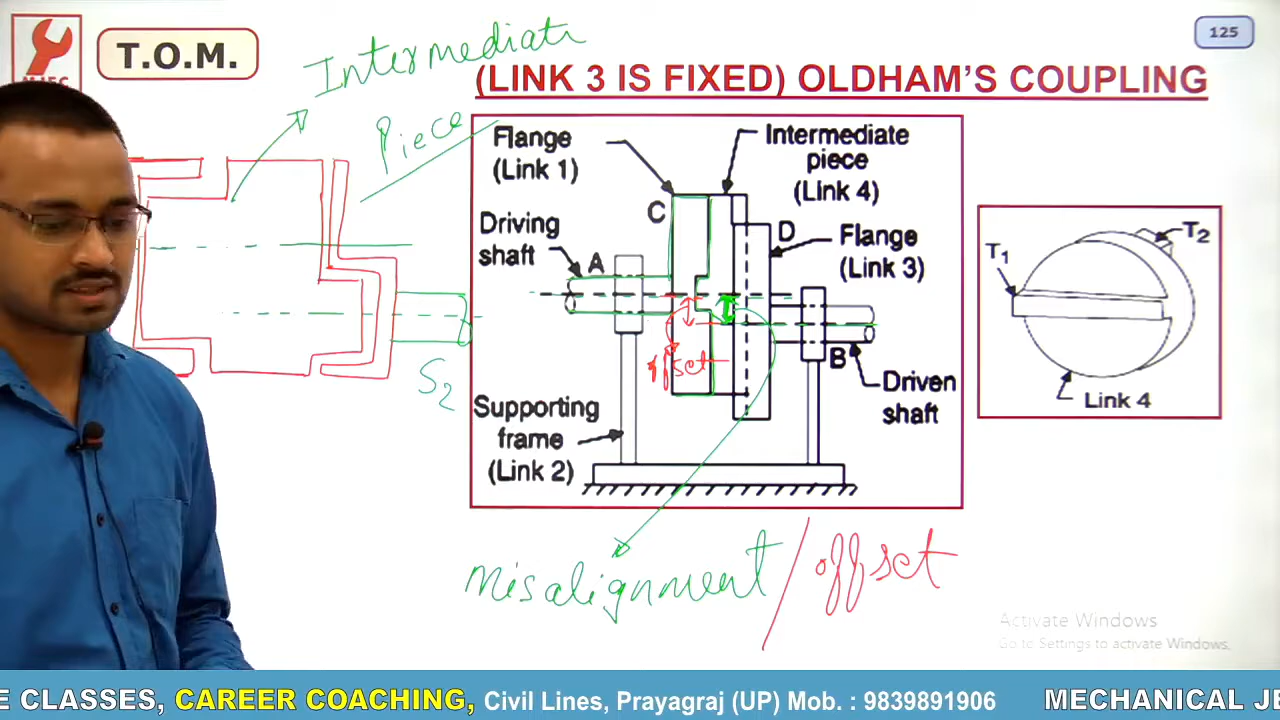 T.O.M.
125
(LINK 3 IS FIXED) OLDHAM'S COUPLING
Intermediate
Piece
S2
Flange
(Link 1)
Intermediate
piece
(Link 4)
C
D
Driving
shaft
A
Flange
(Link 3)
offset
B
Driven
shaft
Supporting
frame
(Link 2)
T1
T2
Link 4
Misalignment / offset
Activate Windows
Go to Settings to activate Windows.
E CLASSES, CAREER COACHING, Civil Lines, Prayagraj (UP) Mob. : 9839891906 MECHANICAL JE